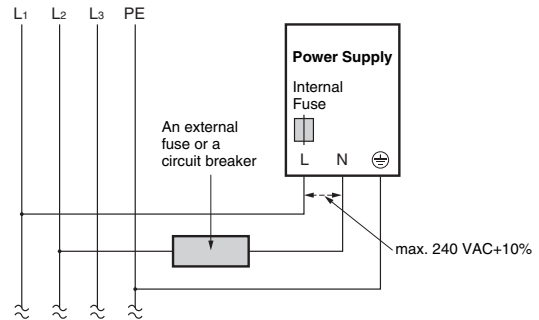 L1 L2 L3 PE
Power Supply
Internal
Fuse
L N
An external
fuse or a
circuit breaker
max. 240 VAC+10%